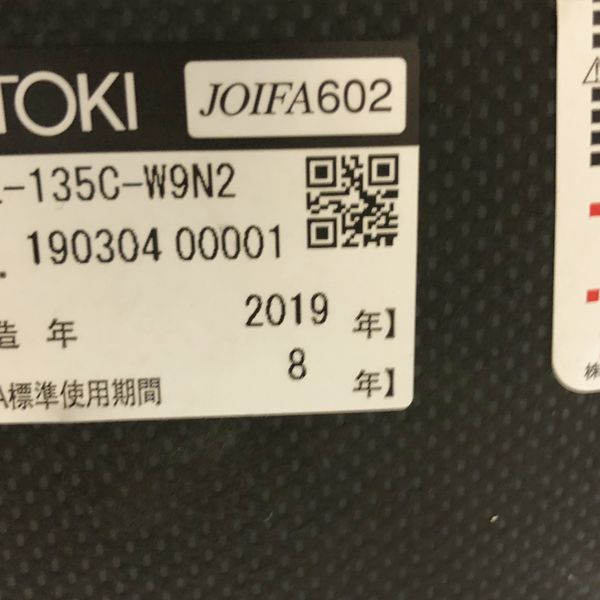 TOKI JOIFA602
-135C-W9N2
. 190304 00001
造 年 2019 年】
A標準使用期間 8 年】
株